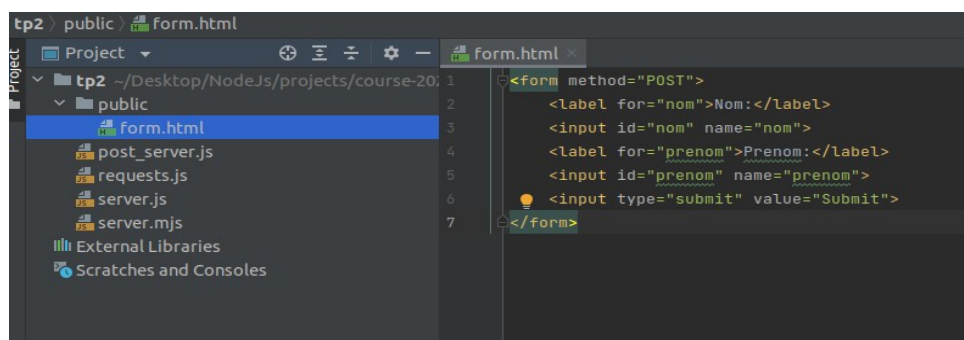 tp2 〉 public 〉 form.html
Project
Project
form.html ×
tp2 ~/Desktop/NodeJs/projects/course-202
public
form.html
post_server.js
requests.js
server.js
server.mjs
External Libraries
Scratches and Consoles
1 <form method="POST">
2 <label for="nom">Nom:</label>
3 <input id="nom" name="nom">
4 <label for="prenom">Prenom:</label>
5 <input id="prenom" name="prenom">
6 <input type="submit" value="Submit">
7 </form>